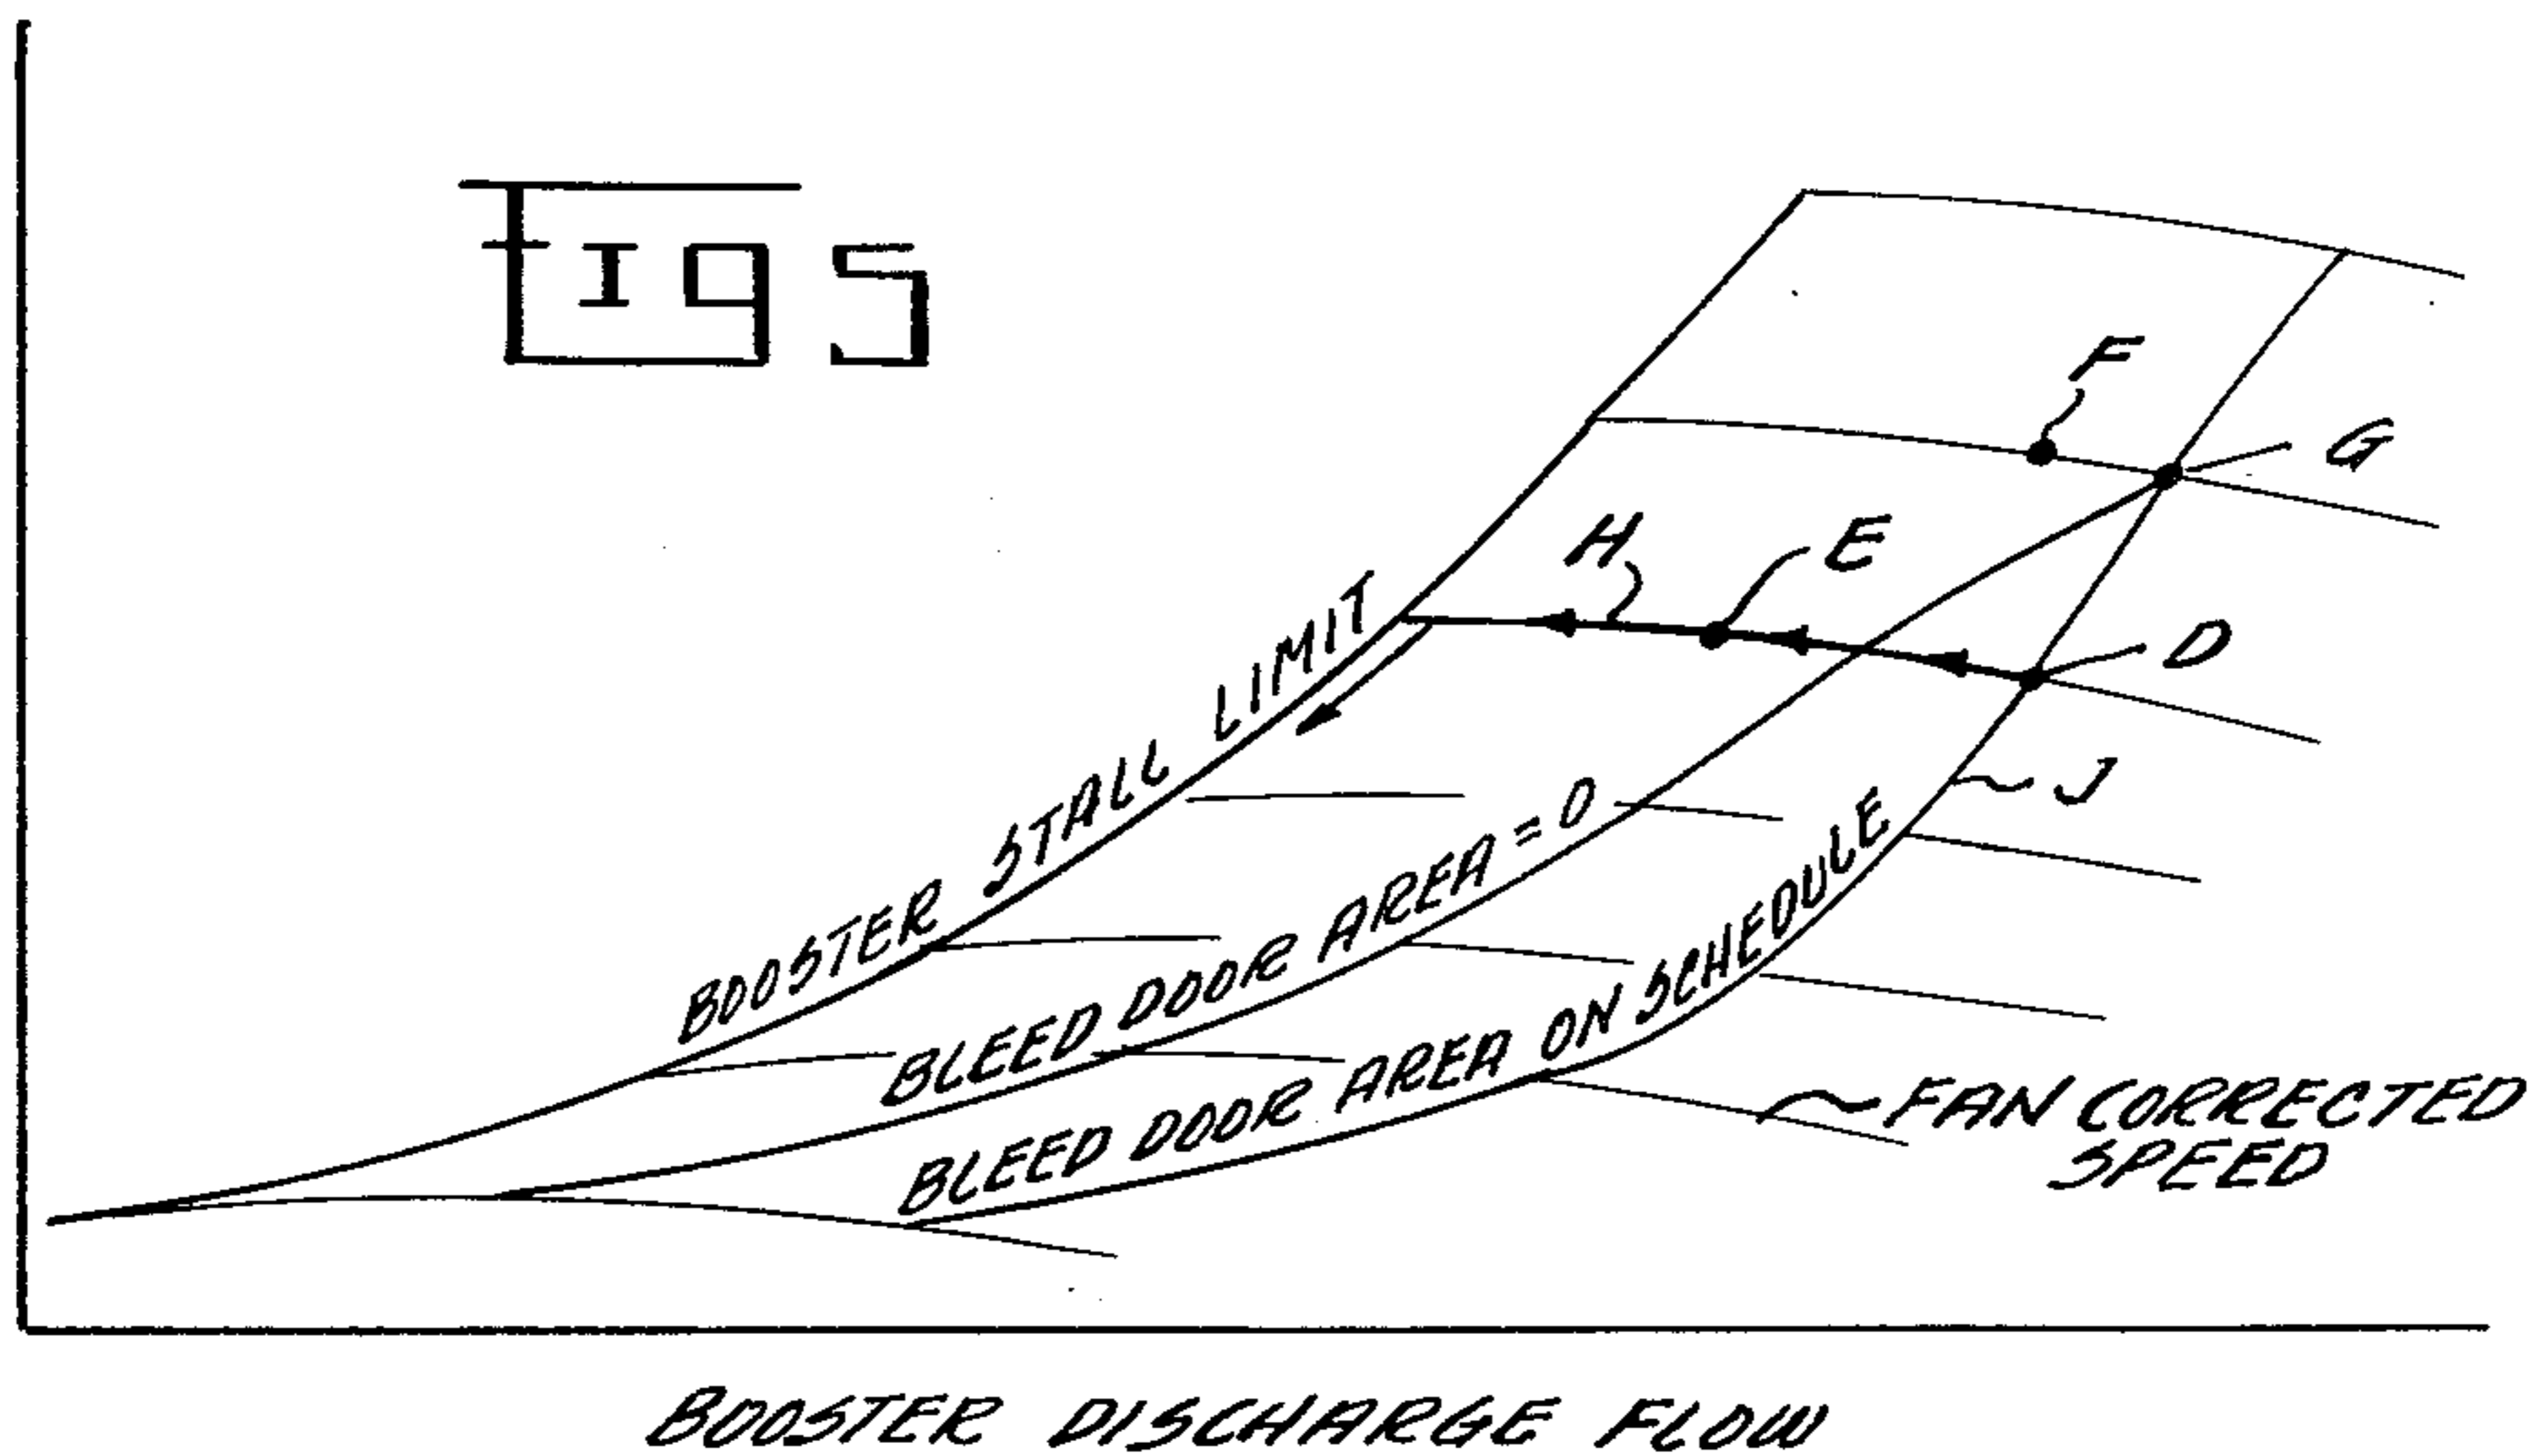 Fig 5
F
G
H
E
D
J
BOOSTER STALL LIMIT
BLEED DOOR AREA = 0
BLEED DOOR AREA ON SCHEDULE
FAN CORRECTED
SPEED
BOOSTER DISCHARGE FLOW